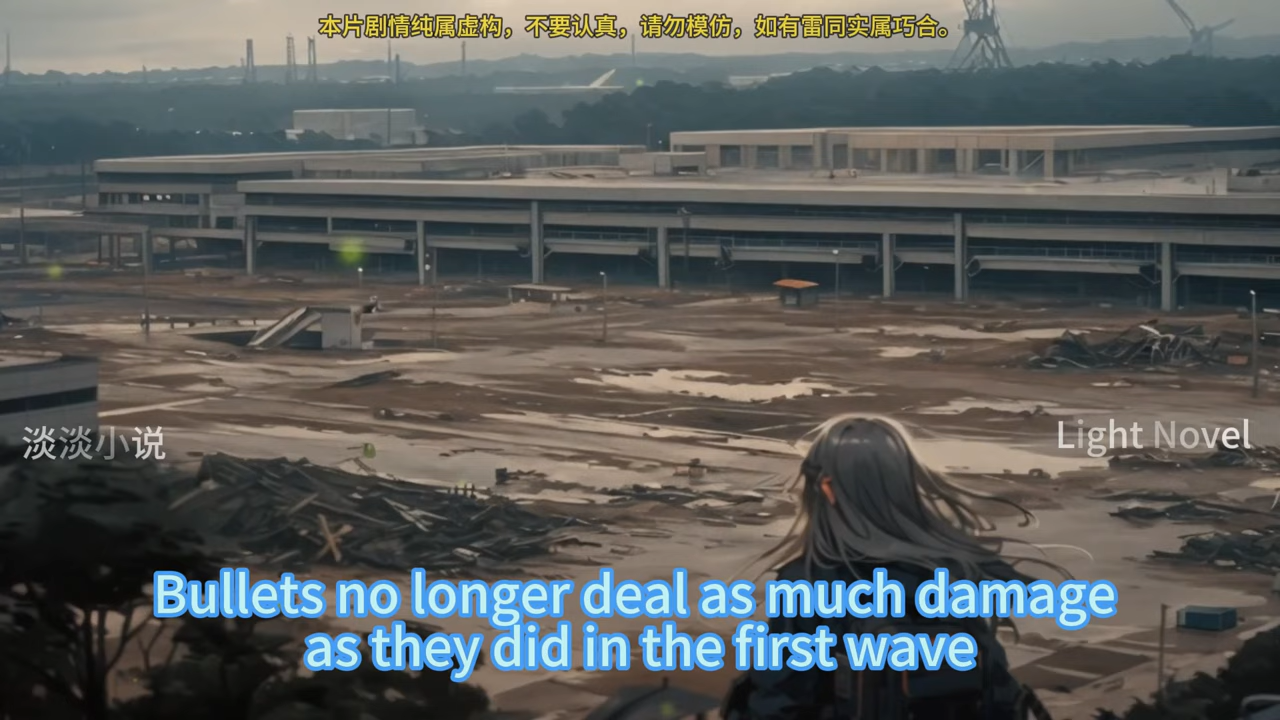 本片剧情纯属虚构，不要认真，请勿模仿，如有雷同实属巧合。
淡淡小说
Light Novel
Bullets no longer deal as much damage
as they did in the first wave